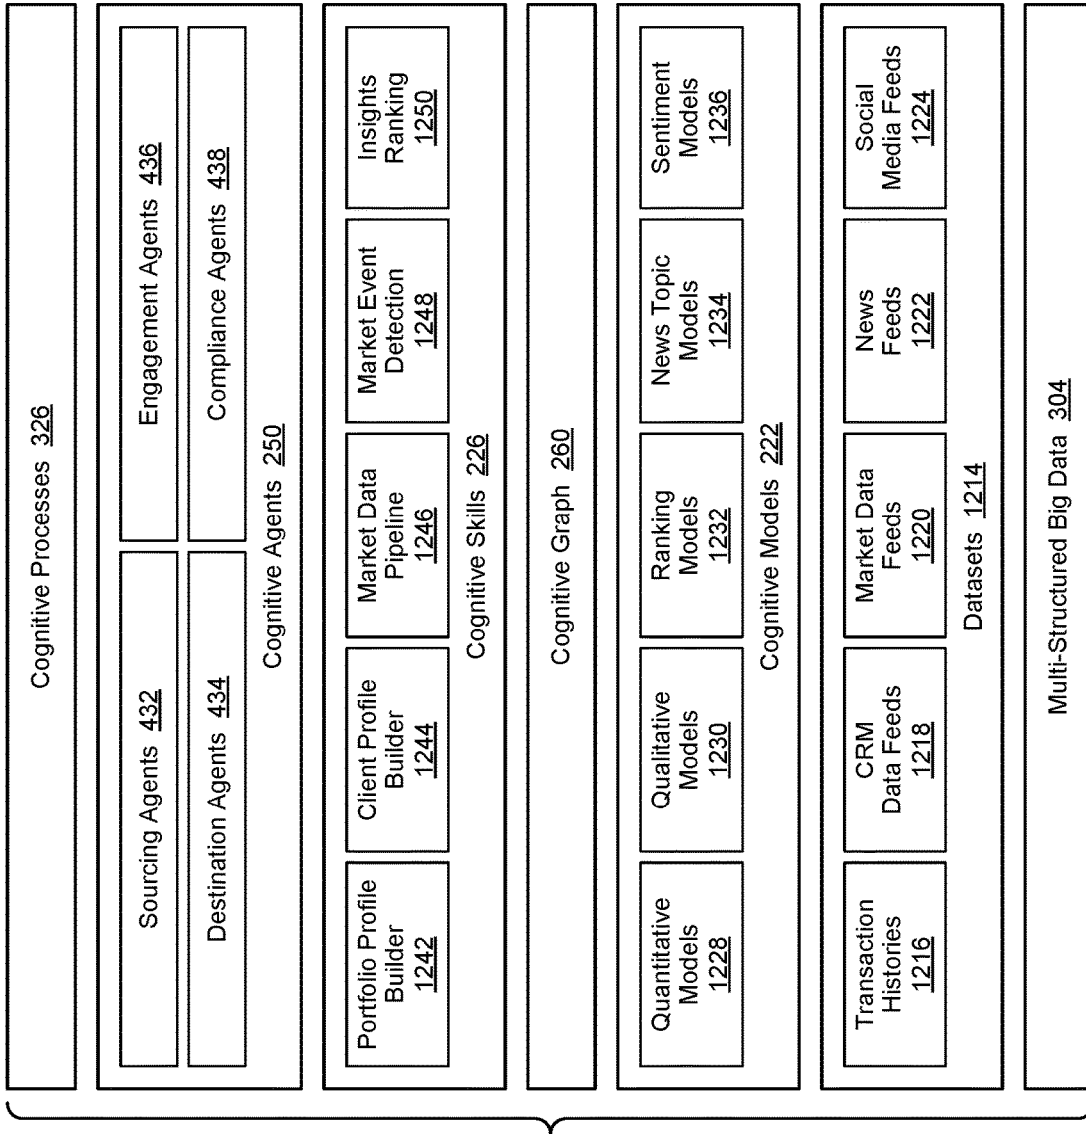 Cognitive Processes 326
Sourcing Agents 432
Engagement Agents 436
Destination Agents 434
Compliance Agents 438
Cognitive Agents 250
Portfolio Profile
Builder
1242
Client Profile
Builder
1244
Market Data
Pipeline
1246
Market Event
Detection
1248
Insights
Ranking
1250
Cognitive Skills 226
Cognitive Graph 260
Quantitative
Models
1228
Qualitative
Models
1230
Ranking
Models
1232
News Topic
Models
1234
Sentiment
Models
1236
Cognitive Models 222
Transaction
Histories
1216
CRM
Data Feeds
1218
Market Data
Feeds
1220
News
Feeds
1222
Social
Media Feeds
1224
Datasets 1214
Multi-Structured Big Data 304